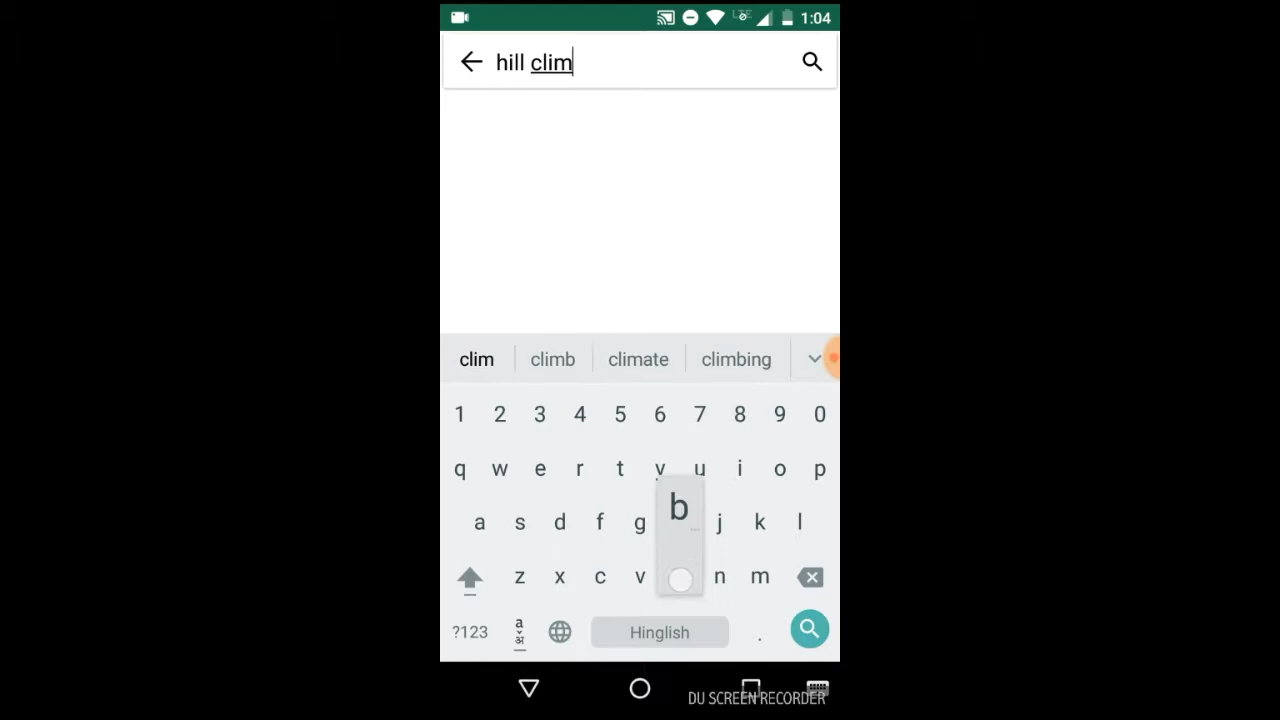 LTE 1:04
hill clim
clim climb climate climbing
1 2 3 4 5 6 7 8 9 0
q w e r t y u i o p
a s d f g b j k l
z x c v n m
?123 a अ Hinglish .
DU SCREEN RECORDER